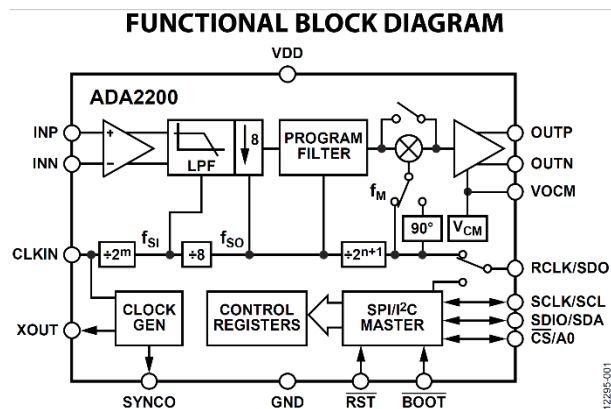 FUNCTIONAL BLOCK DIAGRAM
VDD
ADA2200
INP
INN
+
−
LPF
↓8
PROGRAM
FILTER
OUTP
OUTN
VOCM
fM
90°
VCM
CLKIN
÷2m
fSI
÷8
fSO
÷2n+1
RCLK/SDO
CLOCK
GEN
CONTROL
REGISTERS
SPI/I2C
MASTER
SCLK/SCL
SDIO/SDA
CS/A0
XOUT
SYNCO
GND
RST
BOOT
12295-001